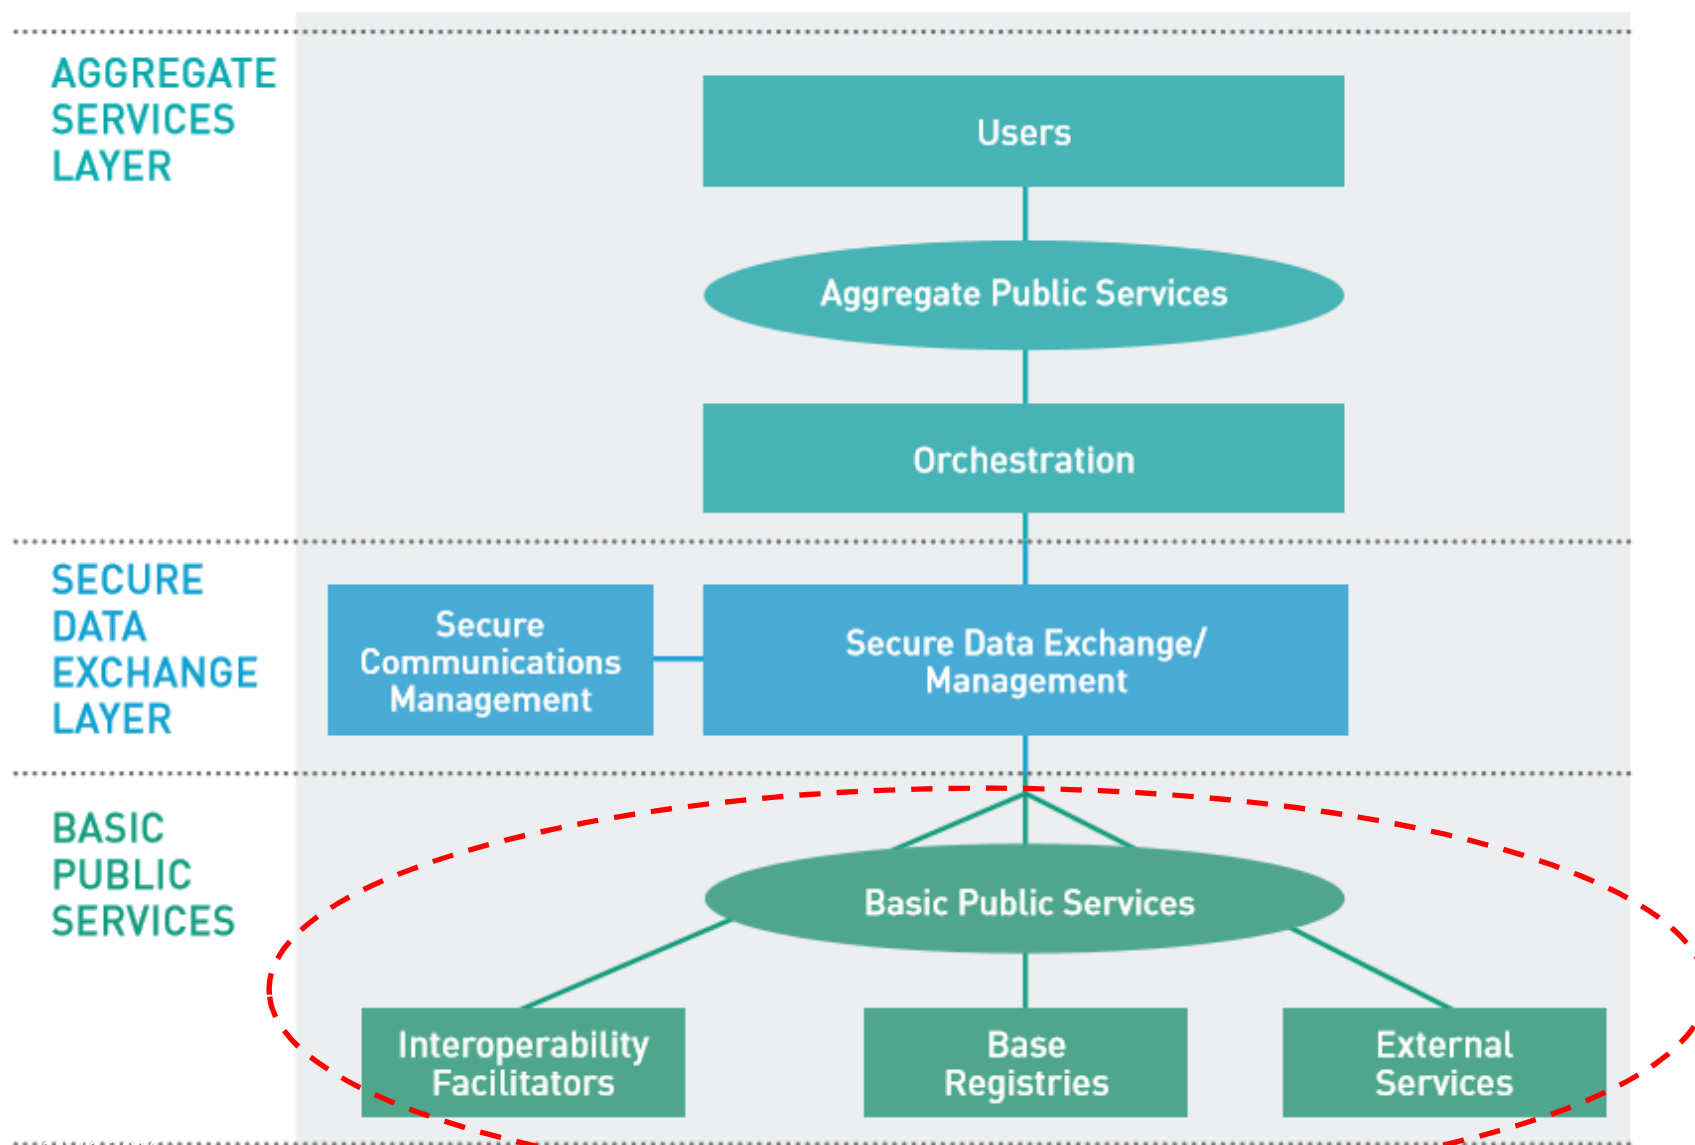 AGGREGATE
SERVICES
LAYER
Users
Aggregate Public Services
Orchestration
SECURE
DATA
EXCHANGE
LAYER
Secure
Communications
Management
Secure Data Exchange/
Management
BASIC
PUBLIC
SERVICES
Basic Public Services
Interoperability
Facilitators
Base
Registries
External
Services